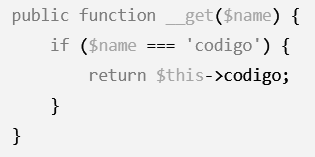 public function __get($name) {
    if ($name === 'codigo') {
        return $this->codigo;
    }
}